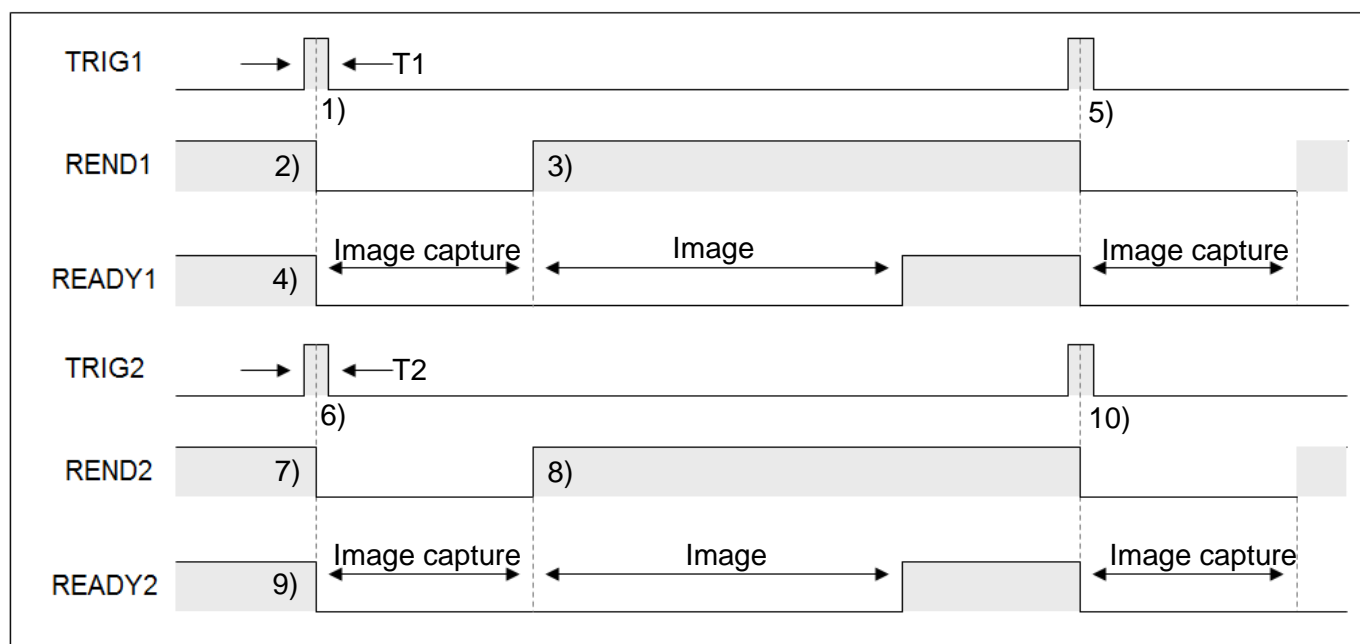 TRIG1
T1
1)
5)
REND1
2)
3)
Image capture
Image
Image capture
READY1
4)
TRIG2
T2
6)
10)
REND2
7)
8)
Image capture
Image
Image capture
READY2
9)